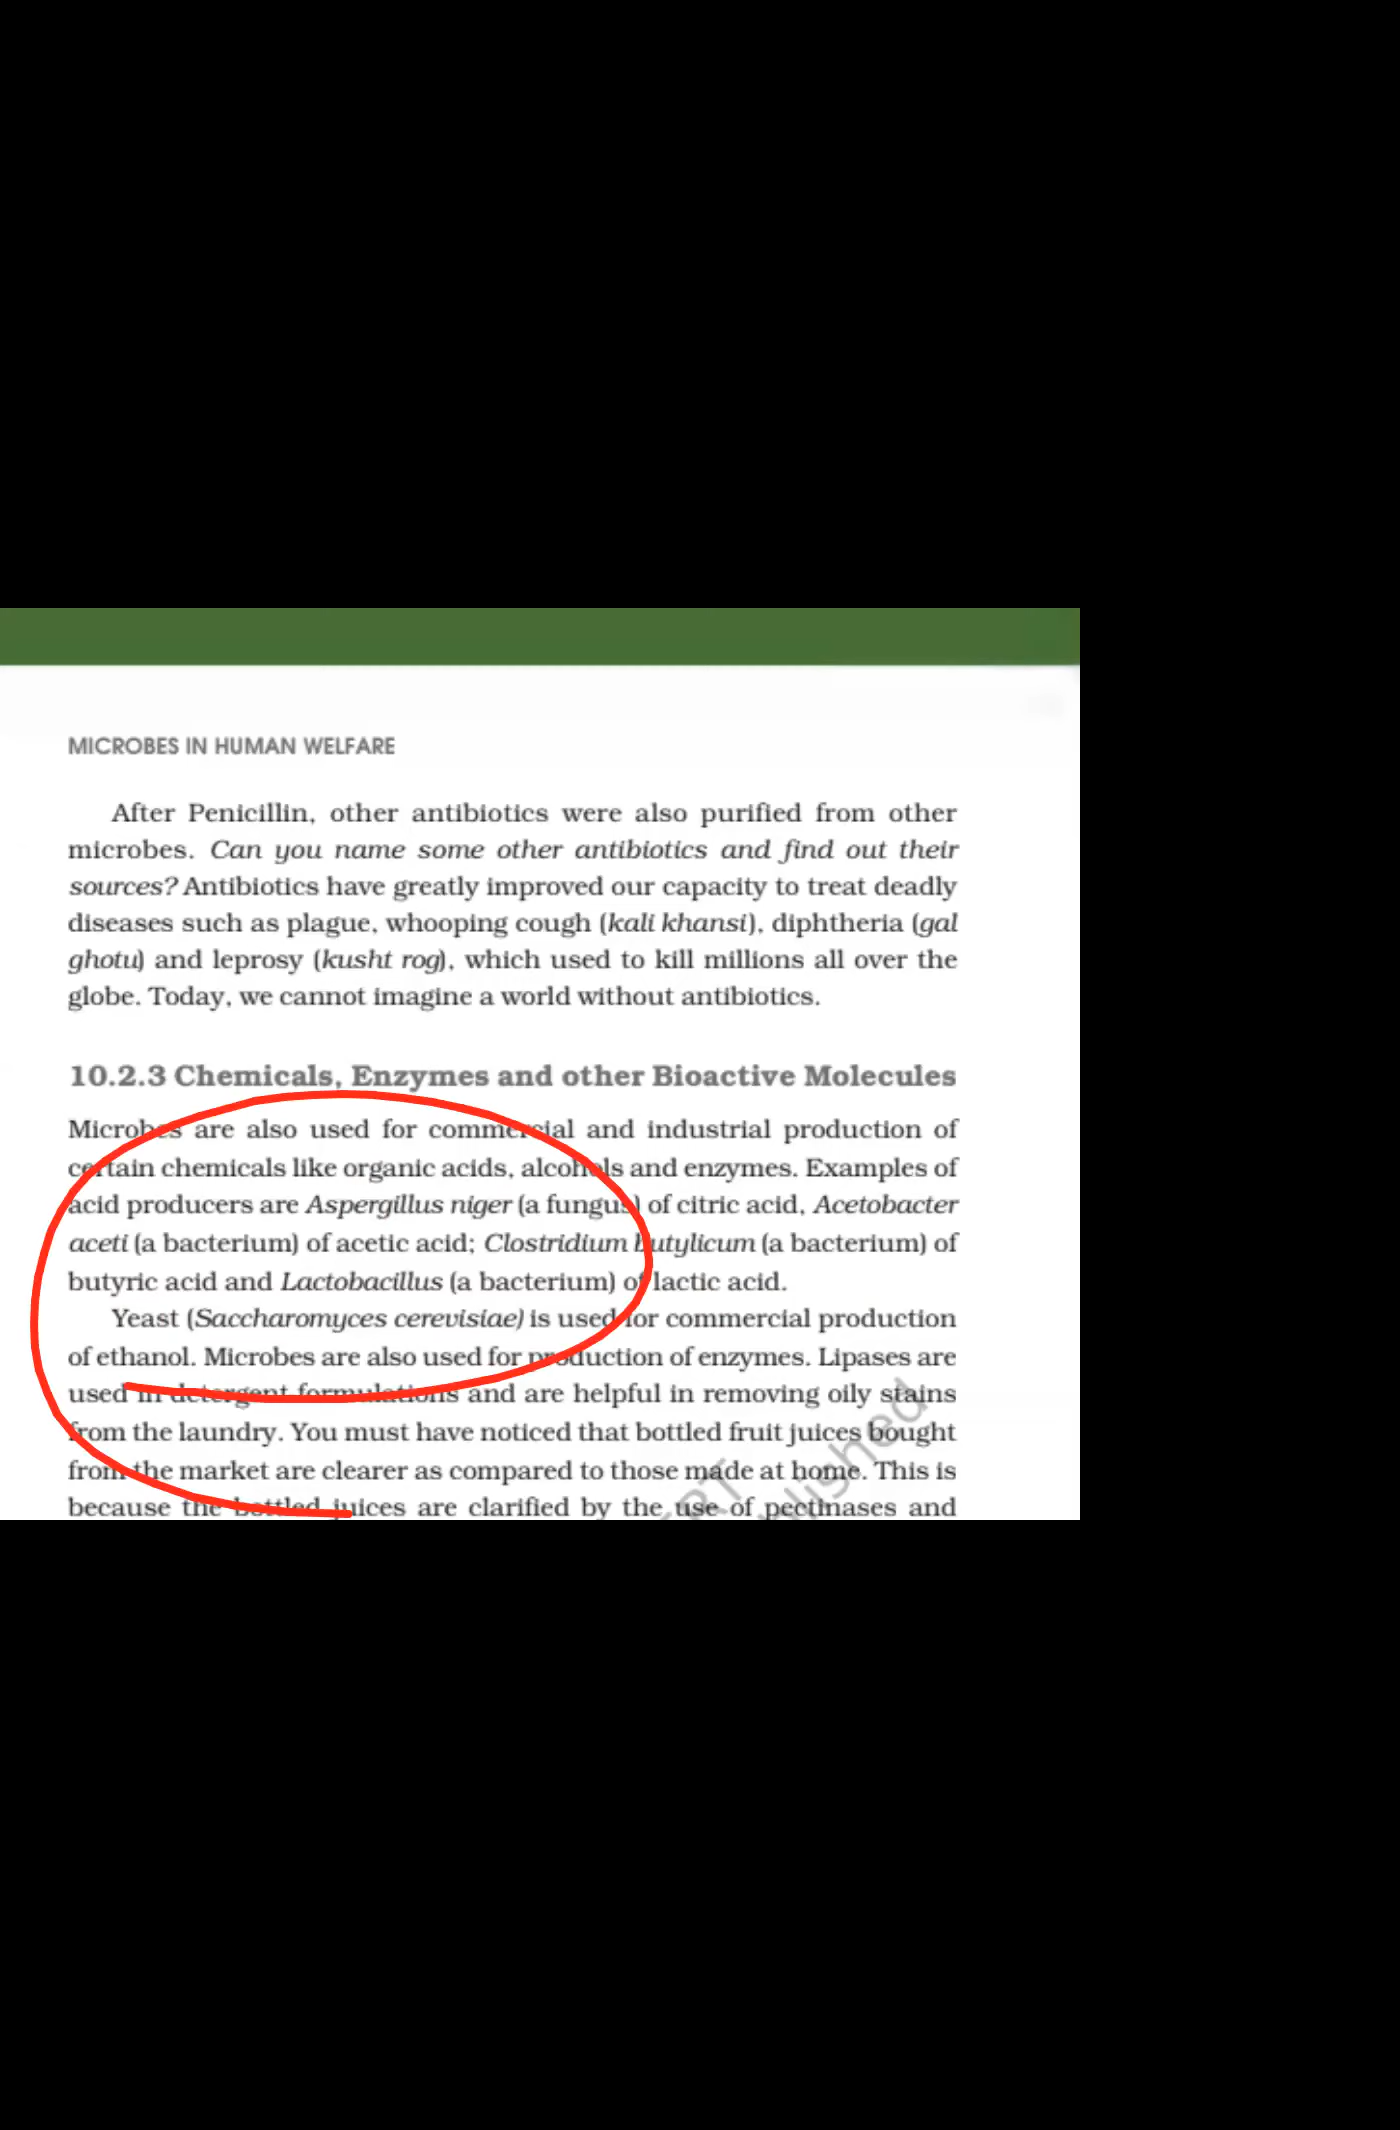 MICROBES IN HUMAN WELFARE
After Penicillin, other antibiotics were also purified from other
microbes. Can you name some other antibiotics and find out their
sources? Antibiotics have greatly improved our capacity to treat deadly
diseases such as plague, whooping cough (kali khansi), diphtheria (gal
ghotu) and leprosy (kusht rog), which used to kill millions all over the
globe. Today, we cannot imagine a world without antibiotics.
10.2.3 Chemicals, Enzymes and other Bioactive Molecules
Microbes are also used for commercial and industrial production of
certain chemicals like organic acids, alcohols and enzymes. Examples of
acid producers are Aspergillus niger (a fungus) of citric acid, Acetobacter
aceti (a bacterium) of acetic acid; Clostridium butylicum (a bacterium) of
butyric acid and Lactobacillus (a bacterium) of lactic acid.
Yeast (Saccharomyces cerevisiae) is used for commercial production
of ethanol. Microbes are also used for production of enzymes. Lipases are
used in detergent formulations and are helpful in removing oily stains
from the laundry. You must have noticed that bottled fruit juices bought
from the market are clearer as compared to those made at home. This is
because the bottled juices are clarified by the use of pectinases and